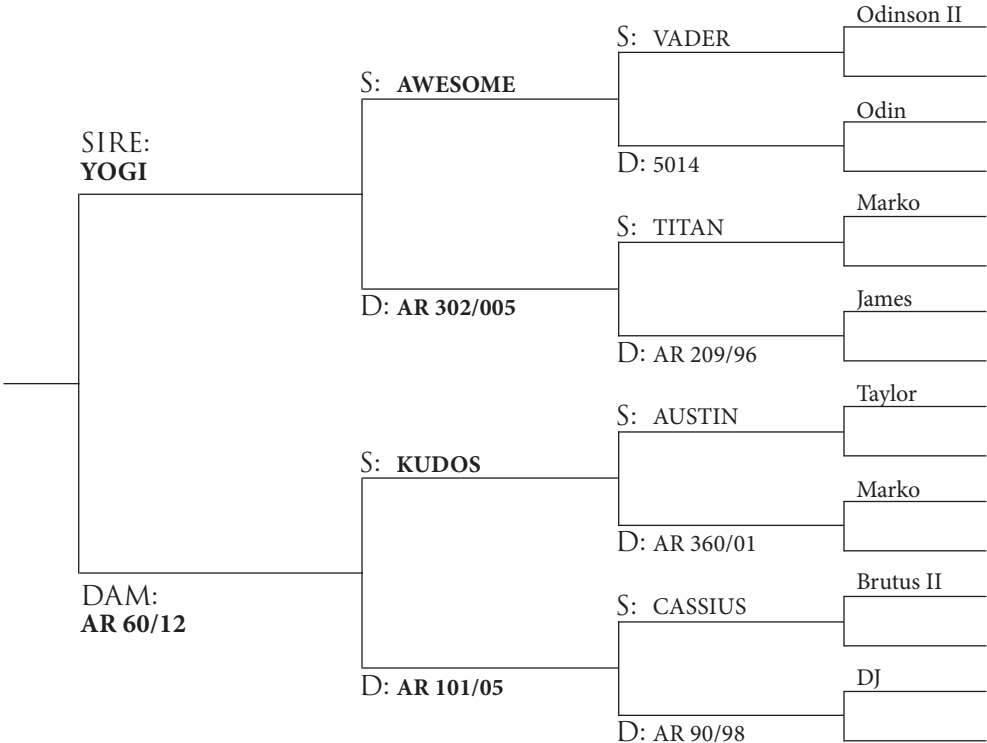 Odinson II
S: VADER
S: AWESOME
Odin
SIRE:
YOGI
D: 5014
Marko
S: TITAN
D: AR 302/005
James
D: AR 209/96
Taylor
S: AUSTIN
S: KUDOS
Marko
D: AR 360/01
DAM:
AR 60/12
Brutus II
S: CASSIUS
D: AR 101/05
DJ
D: AR 90/98